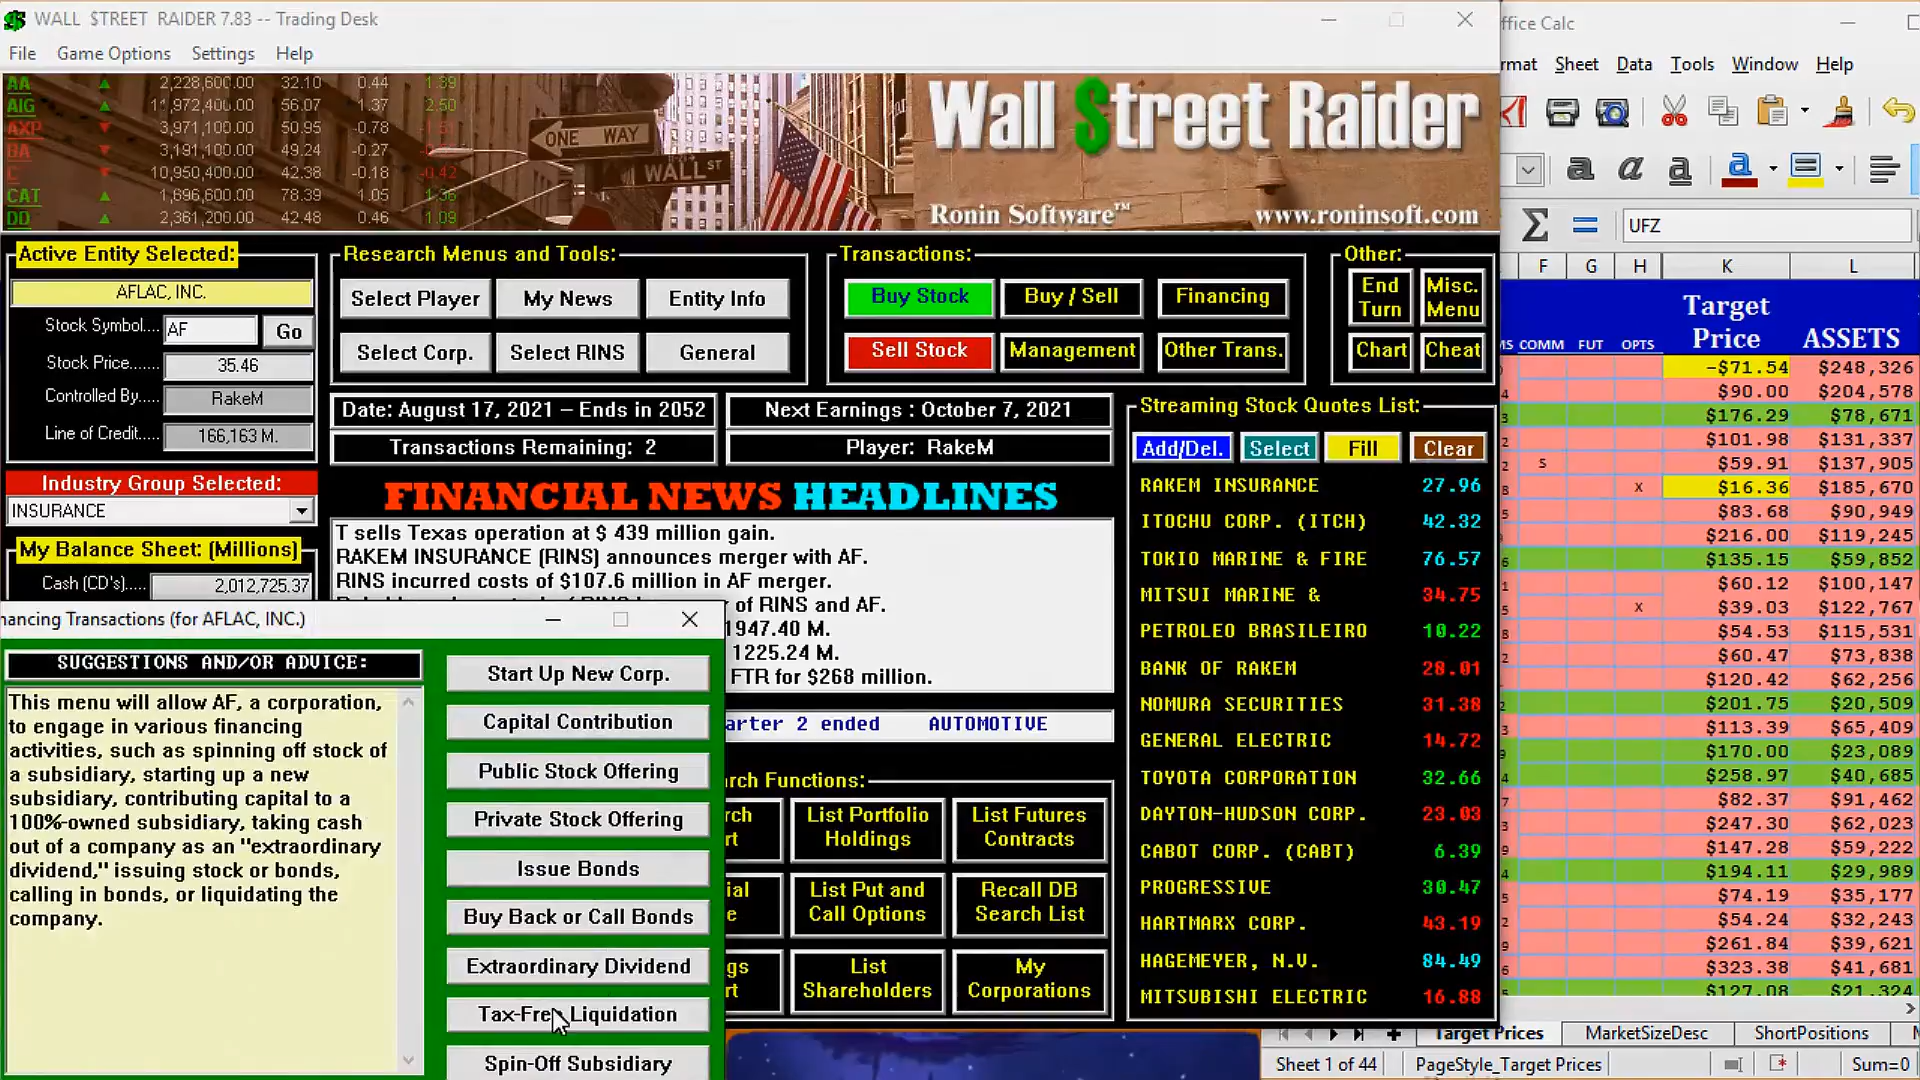 WALL $TREET RAIDER 7.83 -- Trading Desk
File Game Options Settings Help
AA 2,228,600.00 32.10 0.44 1.39
AIG 11,972,400.00 56.07 1.37 2.50
AXP 3,971,100.00 50.95 -0.78
BA 3,191,100.00 49.24 -0.27
C 10,950,400.00 42.38 -0.18 -0.42
CAT 1,696,600.00 78.39 1.05 1.36
DD 2,361,200.00 42.48 0.46 1.09
ONE WAY
WALL ST
Wall $treet Raider
Ronin Software™ www.roninsoft.com
Active Entity Selected:
AFLAC, INC.
Stock Symbol.... AF Go
Stock Price...... 35.46
Controlled By.... RakeM
Line of Credit..... 166,163 M.
Industry Group Selected:
INSURANCE
My Balance Sheet: (Millions)
Cash (CD's)..... 2,012,725.37
Research Menus and Tools:
Select Player My News Entity Info
Select Corp. Select RINS General
Transactions:
Buy Stock Buy / Sell Financing
Sell Stock Management Other Trans.
Other:
End Turn Misc. Menu
Chart Cheat
Date: August 17, 2021 – Ends in 2052 Next Earnings : October 7, 2021
Transactions Remaining: 2 Player: RakeM
FINANCIAL NEWS HEADLINES
T sells Texas operation at $ 439 million gain.
RAKEM INSURANCE (RINS) announces merger with AF.
RINS incurred costs of $107.6 million in AF merger.
r of RINS and AF.
1947.40 M.
1225.24 M.
FTR for $268 million.
arter 2 ended AUTOMOTIVE
rch Functions:
rch
rt
List Portfolio Holdings
List Futures Contracts
ial
e
List Put and Call Options
Recall DB Search List
gs
rt
List Shareholders
My Corporations
Streaming Stock Quotes List:
Add/Del. Select Fill Clear
RAKEM INSURANCE 27.96
ITOCHU CORP. (ITCH) 42.32
TOKIO MARINE & FIRE 76.57
MITSUI MARINE & 34.75
PETROLEO BRASILEIRO 10.22
BANK OF RAKEM 28.01
NOMURA SECURITIES 31.38
GENERAL ELECTRIC 14.72
TOYOTA CORPORATION 32.66
DAYTON-HUDSON CORP. 23.03
CABOT CORP. (CABT) 6.39
PROGRESSIVE 30.47
HARTMARX CORP. 43.19
HAGEMEYER, N.V. 84.49
MITSUBISHI ELECTRIC 16.88
nancing Transactions (for AFLAC, INC.)
SUGGESTIONS AND/OR ADVICE:
This menu will allow AF, a corporation,
to engage in various financing
activities, such as spinning off stock of
a subsidiary, starting up a new
subsidiary, contributing capital to a
100%-owned subsidiary, taking cash
out of a company as an "extraordinary
dividend," issuing stock or bonds,
calling in bonds, or liquidating the
company.
Start Up New Corp.
Capital Contribution
Public Stock Offering
Private Stock Offering
Issue Bonds
Buy Back or Call Bonds
Extraordinary Dividend
Tax-Free Liquidation
Spin-Off Subsidiary
ffice Calc
rmat Sheet Data Tools Window Help
a a a a
Σ = UFZ
F G H K L
MS COMM FUT OPTS Target Price ASSETS
-$71.54 $248,326
$90.00 $204,578
$176.29 $78,671
$101.98 $131,337
S $59.91 $137,905
X $16.36 $185,670
$83.68 $90,949
$216.00 $119,245
$135.15 $59,852
$60.12 $100,147
X $39.03 $122,767
$54.53 $115,531
$60.47 $73,838
$120.42 $62,256
$201.75 $20,509
$113.39 $65,409
$170.00 $23,089
$258.97 $40,685
$82.37 $91,462
$247.30 $62,023
$147.28 $59,222
$194.11 $29,989
$74.19 $35,177
$54.24 $32,243
$261.84 $39,621
$323.38 $41,681
$127.08 $21,324
Target Prices MarketSizeDesc ShortPositions
Sheet 1 of 44 PageStyle_Target Prices Sum=0